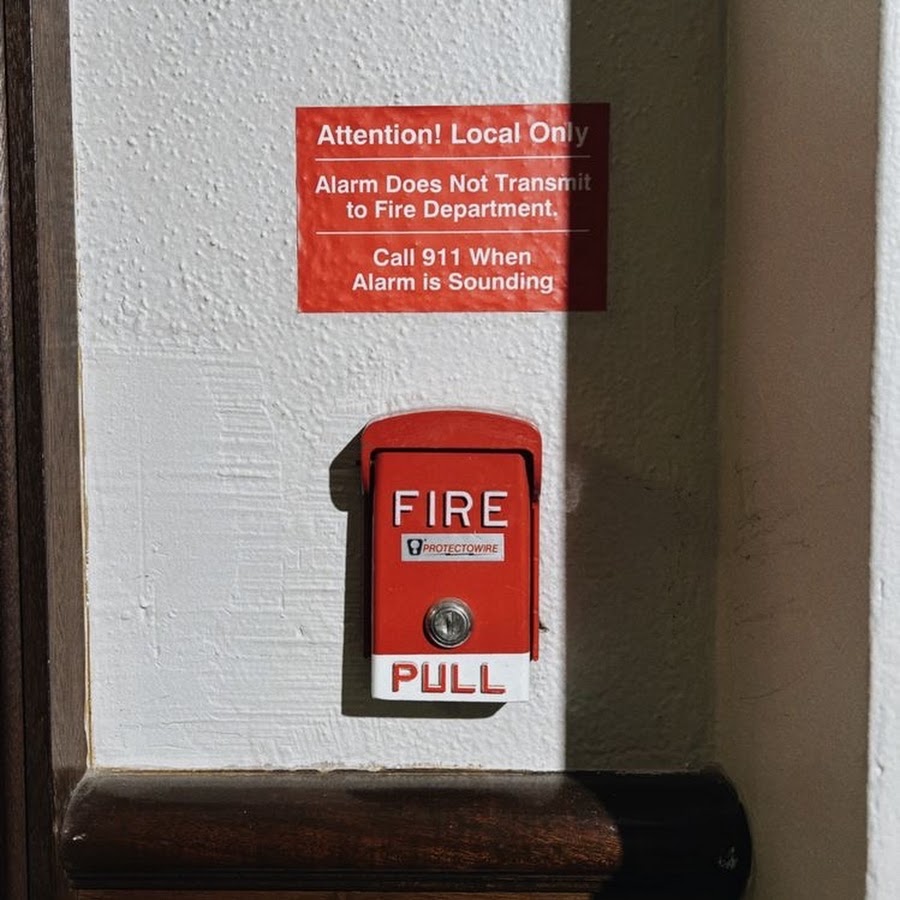 Attention! Local Only
Alarm Does Not Transmit
to Fire Department.
Call 911 When
Alarm is Sounding
FIRE
PROTECTOWIRE
PULL